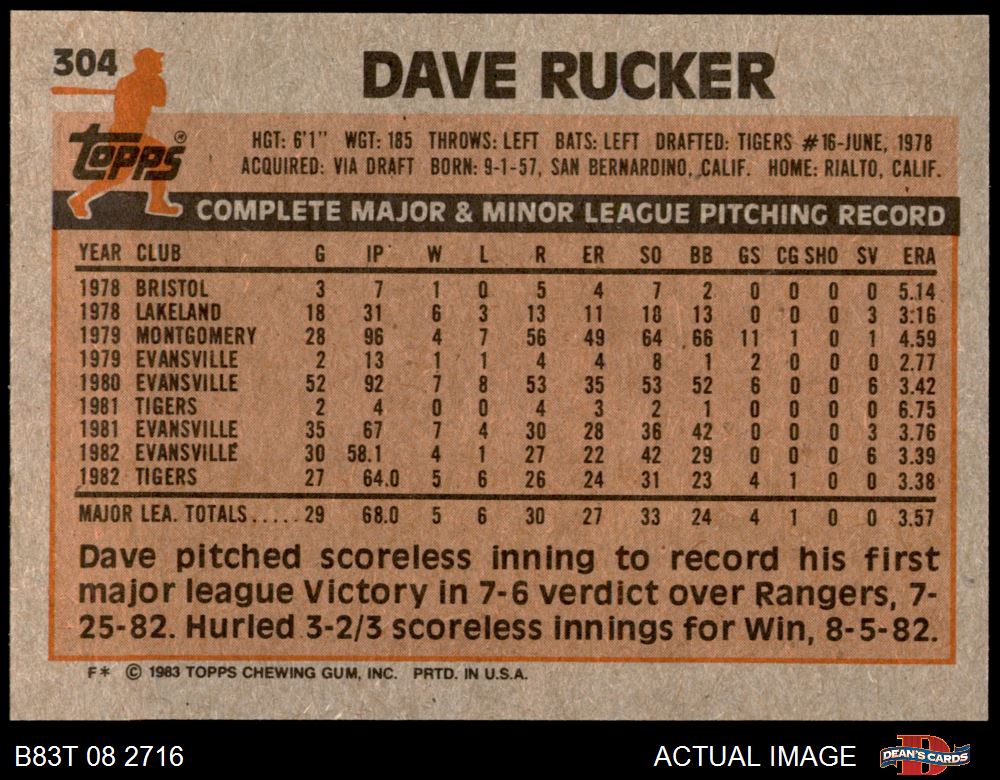 304
DAVE RUCKER
topps®
HGT: 6'1" WGT: 185 THROWS: LEFT BATS: LEFT DRAFTED: TIGERS #16-JUNE, 1978
ACQUIRED: VIA DRAFT BORN: 9-1-57, SAN BERNARDINO, CALIF. HOME: RIALTO, CALIF.
COMPLETE MAJOR & MINOR LEAGUE PITCHING RECORD
YEAR CLUB G IP W L R ER SO BB GS CG SHO SV ERA
1978 BRISTOL 3 7 1 0 5 4 7 2 0 0 0 0 5.14
1978 LAKELAND 18 31 6 3 13 11 18 13 0 0 0 3 3:16
1979 MONTGOMERY 28 96 4 7 56 49 64 66 11 1 0 1 4.59
1979 EVANSVILLE 2 13 1 1 4 4 8 1 2 0 0 0 2.77
1980 EVANSVILLE 52 92 7 8 53 35 53 52 6 0 0 6 3.42
1981 TIGERS 2 4 0 0 4 3 2 1 0 0 0 0 6.75
1981 EVANSVILLE 35 67 7 4 30 28 36 42 0 0 0 3 3.76
1982 EVANSVILLE 30 58.1 4 1 27 22 42 29 0 0 0 6 3.39
1982 TIGERS 27 64.0 5 6 26 24 31 23 4 1 0 0 3.38
MAJOR LEA. TOTALS..... 29 68.0 5 6 30 27 33 24 4 1 0 0 3.57
Dave pitched scoreless inning to record his first
major league Victory in 7-6 verdict over Rangers, 7-
25-82. Hurled 3-2/3 scoreless innings for Win, 8-5-82.
F* © 1983 TOPPS CHEWING GUM, INC. PRTD. IN U.S.A.
B83T 08 2716
ACTUAL IMAGE
DEAN'S CARDS